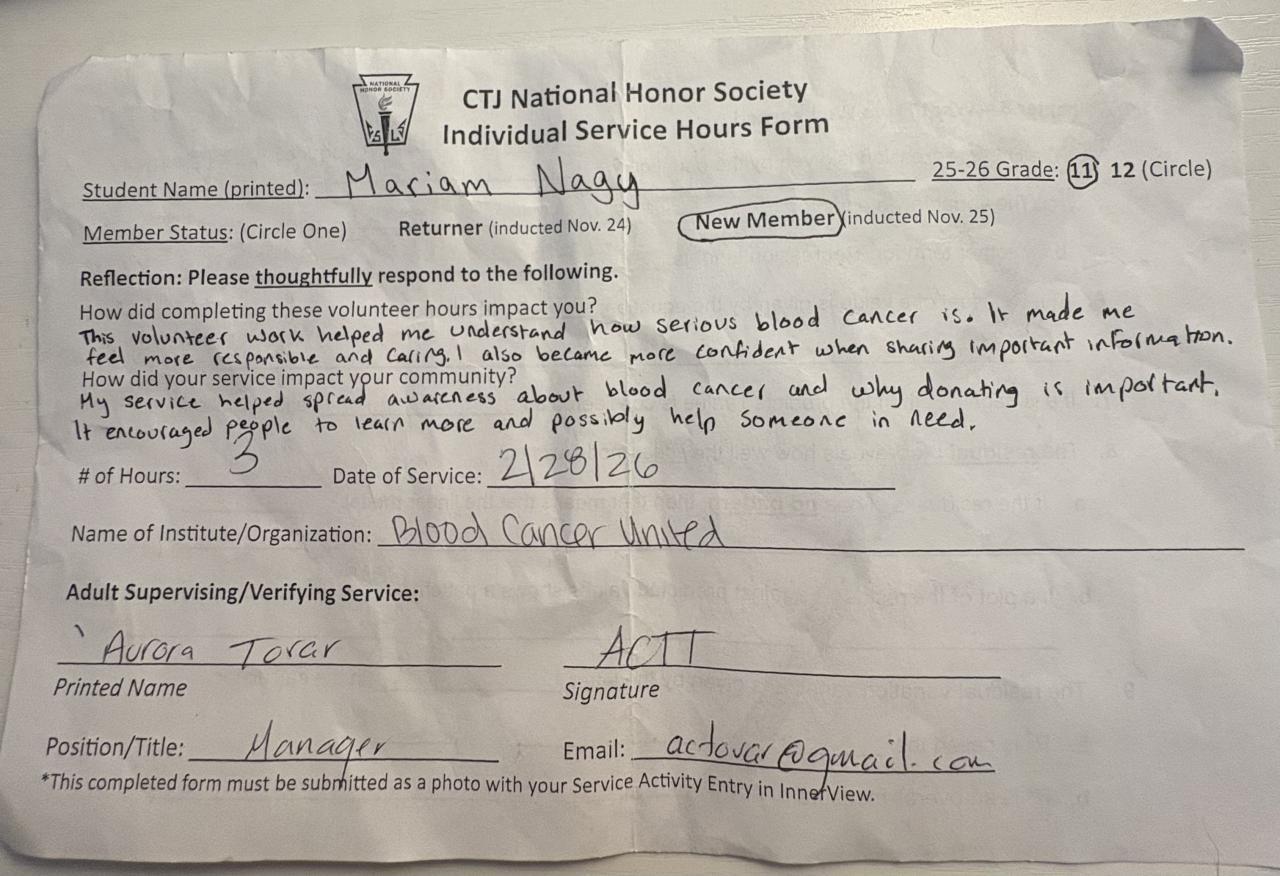 NATIONAL
HONOR SOCIETY
CTJ National Honor Society
Individual Service Hours Form
Student Name (printed): Mariam Nagy 25-26 Grade: 11 12 (Circle)
Member Status: (Circle One) Returner (inducted Nov. 24) New Member (inducted Nov. 25)
Reflection: Please thoughtfully respond to the following.
How did completing these volunteer hours impact you?
This volunteer work helped me understand how serious blood cancer is. It made me
feel more responsible and caring. I also became more confident when sharing important information.
How did your service impact your community?
My service helped spread awareness about blood cancer and why donating is important.
It encouraged people to learn more and possibly help someone in need.
# of Hours: 3 Date of Service: 2/28/26
Name of Institute/Organization: Blood Cancer United
Adult Supervising/Verifying Service:
Aurora Tovar ACTT
Printed Name Signature
Position/Title: Manager Email: actovar@gmail.com
*This completed form must be submitted as a photo with your Service Activity Entry in InnerView.